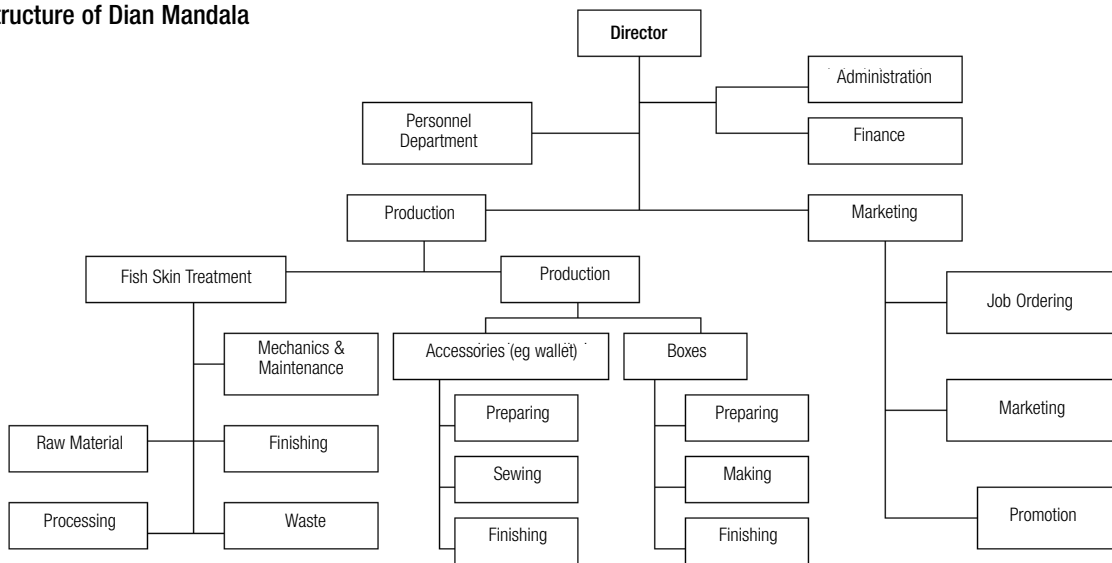 tructure of Dian Mandala
Director
Administration
Personnel
Department
Finance
Production
Marketing
Fish Skin Treatment
Production
Job Ordering
Mechanics &
Maintenance
Accessories (eg wallet)
Boxes
Preparing
Preparing
Marketing
Raw Material
Finishing
Sewing
Making
Processing
Waste
Finishing
Finishing
Promotion